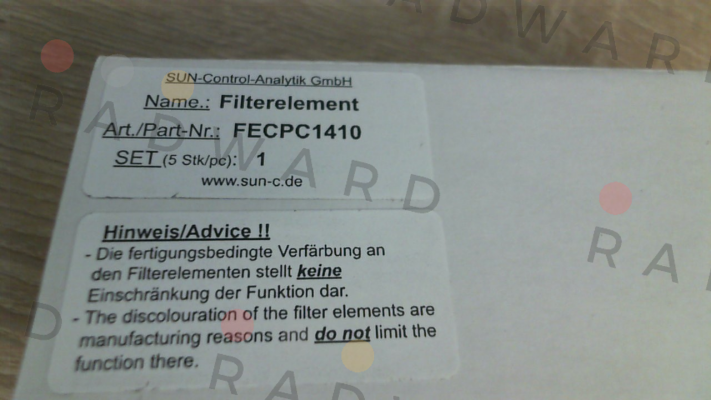 SUN-Control-Analytik GmbH
Name.: Filterelement
Art./Part-Nr.: FECPC1410
SET (5 Stk/pc): 1
www.sun-c.de
Hinweis/Advice !!
- Die fertigungsbedingte Verfärbung an
den Filterelementen stellt keine
Einschränkung der Funktion dar.
- The discolouration of the filter elements are
manufacturing reasons and do not limit the
function there.
RADWARD
RADWARD